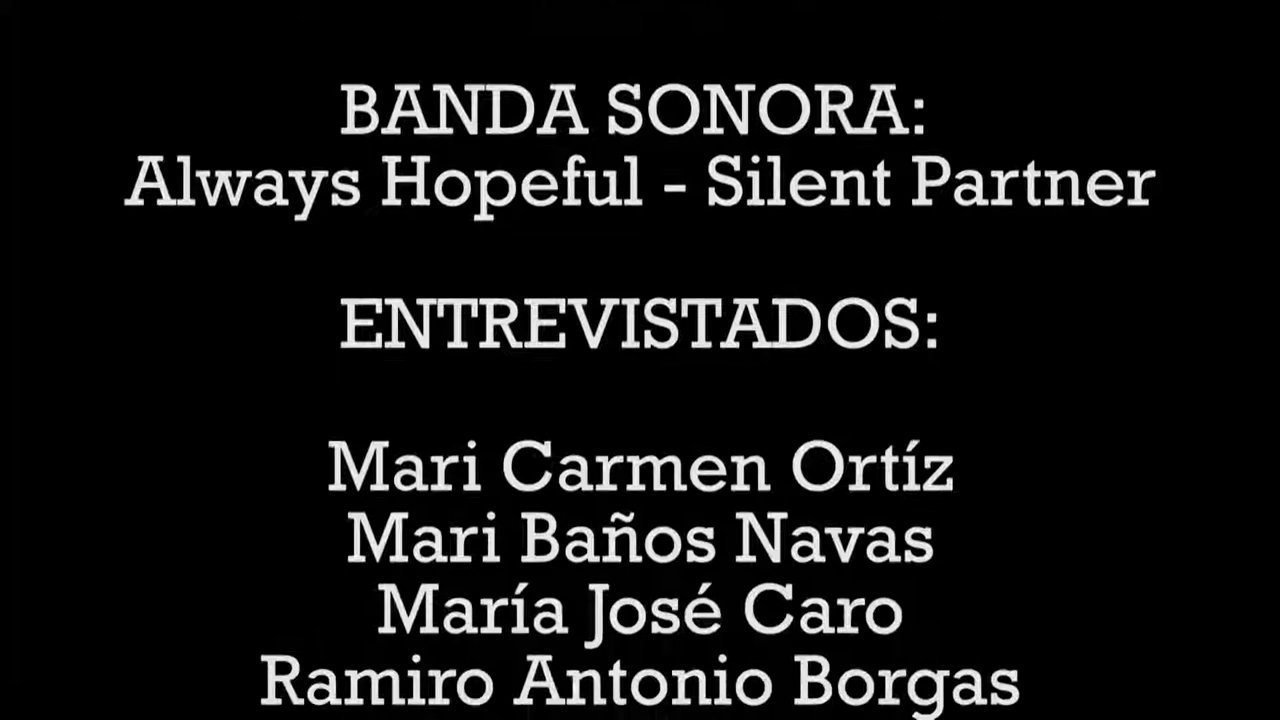 BANDA SONORA:
Always Hopeful - Silent Partner
ENTREVISTADOS:
Mari Carmen Ortíz
Mari Baños Navas
María José Caro
Ramiro Antonio Borgas